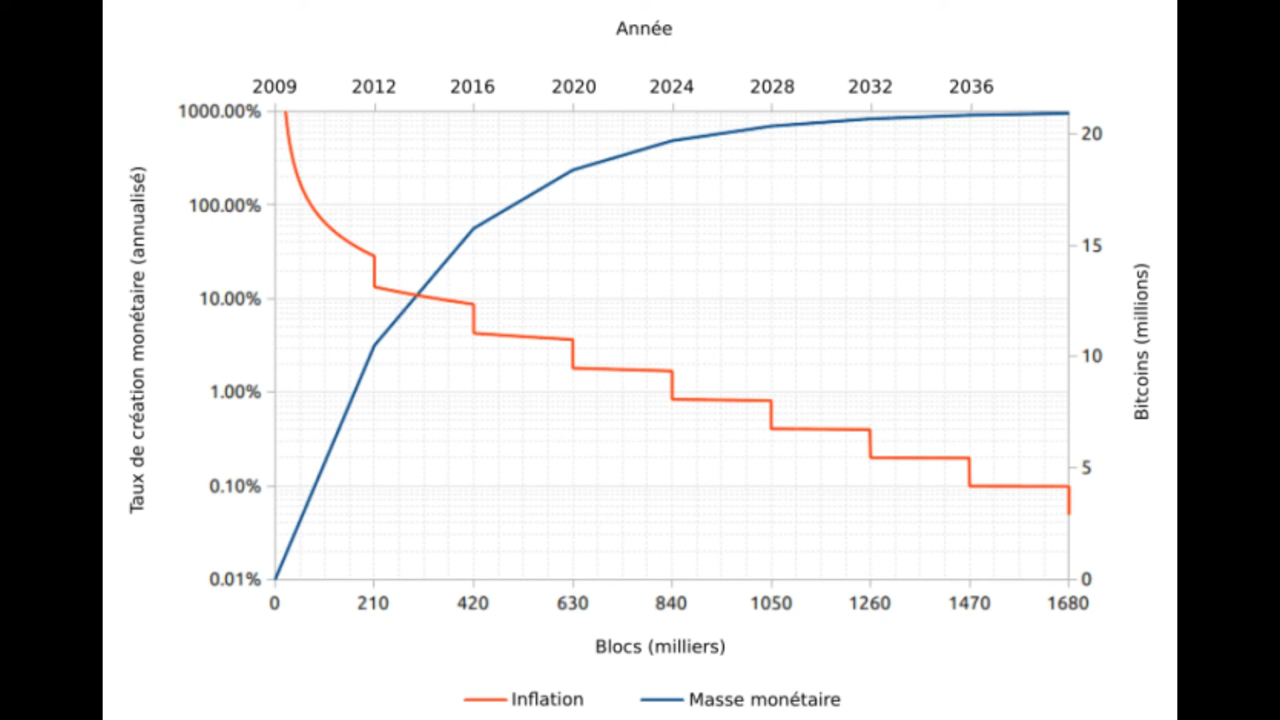 Année
2009 2012 2016 2020 2024 2028 2032 2036
1000.00%
100.00%
10.00%
1.00%
0.10%
0.01%
Taux de création monétaire (annualisé)
20
15
10
5
0
Bitcoins (millions)
0 210 420 630 840 1050 1260 1470 1680
Blocs (milliers)
Inflation Masse monétaire